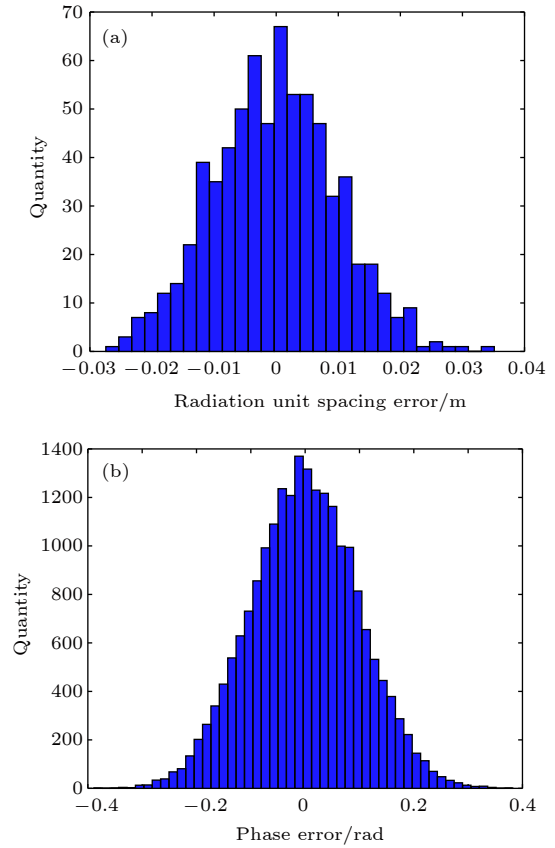 (a)
70
60
50
40
30
20
10
0
Quantity
−0.03 −0.02 −0.01 0 0.01 0.02 0.03 0.04
Radiation unit spacing error/m
(b)
1400
1200
1000
800
600
400
200
0
Quantity
−0.4 −0.2 0 0.2 0.4
Phase error/rad